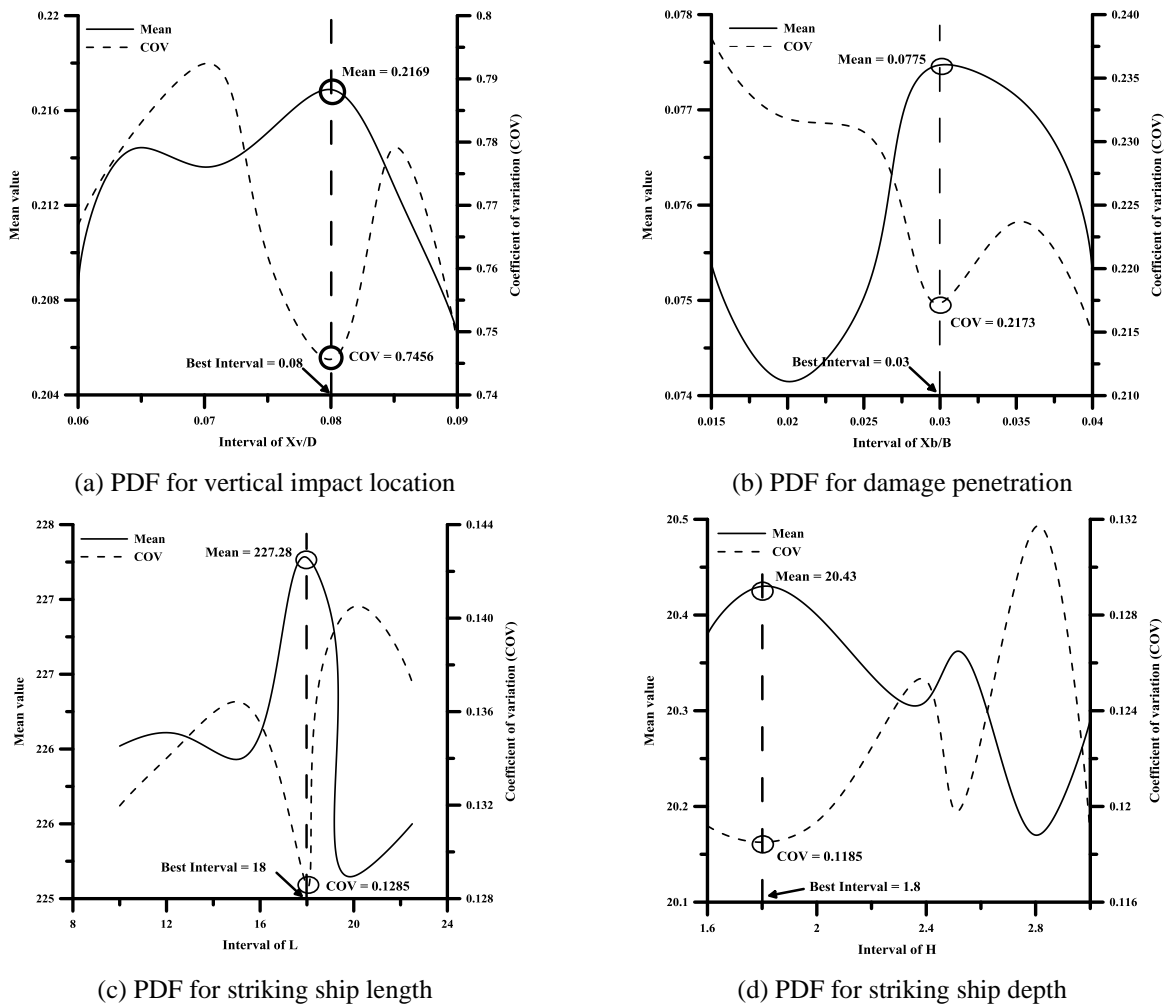 0.22
0.216
0.212
0.208
0.204
Mean value
Mean
COV
Mean = 0.2169
COV = 0.7456
Best Interval = 0.08
0.8
0.79
0.78
0.77
0.76
0.75
0.74
Coefficient of variation (COV)
0.06 0.07 0.08 0.09
Interval of Xv/D
(a) PDF for vertical impact location
0.078
0.077
0.076
0.075
0.074
Mean value
Mean
COV
Mean = 0.0775
COV = 0.2173
Best Interval = 0.03
0.240
0.235
0.230
0.225
0.220
0.215
0.210
Coefficient of variation (COV)
0.015 0.02 0.025 0.03 0.035 0.04
Interval of Xb/B
(b) PDF for damage penetration
228
227
227
226
226
225
Mean value
Mean
COV
Mean = 227.28
Best Interval = 18
COV = 0.1285
0.144
0.140
0.136
0.132
0.128
Coefficient of variation (COV)
8 12 16 20 24
Interval of L
(c) PDF for striking ship length
20.5
20.4
20.3
20.2
20.1
Mean value
Mean
COV
Mean = 20.43
COV = 0.1185
Best Interval = 1.8
0.132
0.128
0.124
0.12
0.116
Coefficient of variation (COV)
1.6 2 2.4 2.8
Interval of H
(d) PDF for striking ship depth